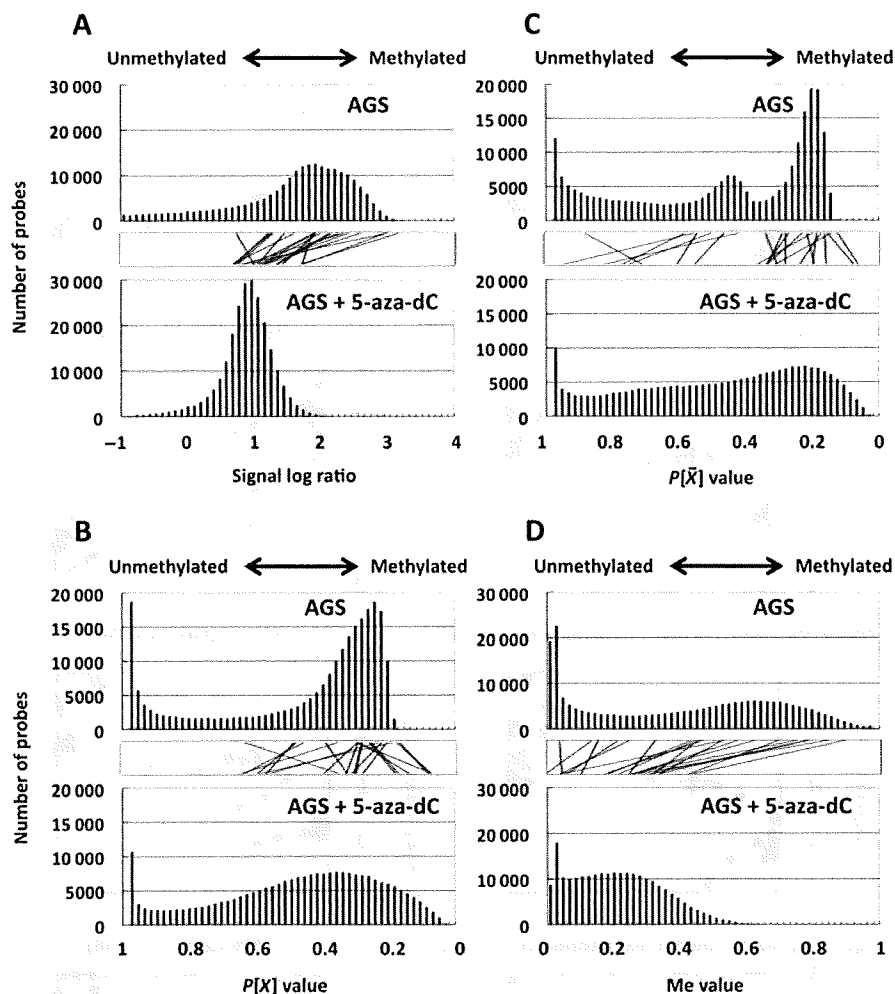 A
Unmethylated
Methylated
30 000
AGS
20 000
10 000
0
Number of probes
30 000
AGS + 5-aza-dC
20 000
10 000
0
–1
0
1
2
3
4
Signal log ratio
C
Unmethylated
Methylated
20 000
AGS
15 000
10 000
5000
0
20 000
AGS + 5-aza-dC
15 000
10 000
5000
0
1
0.8
0.6
0.4
0.2
0
P[X̄] value
B
Unmethylated
Methylated
20 000
AGS
15 000
10 000
5000
0
Number of probes
20 000
AGS + 5-aza-dC
15 000
10 000
5000
0
1
0.8
0.6
0.4
0.2
0
P[X] value
D
Unmethylated
Methylated
30 000
AGS
20 000
10 000
0
30 000
AGS + 5-aza-dC
20 000
10 000
0
0
0.2
0.4
0.6
0.8
1
Me value